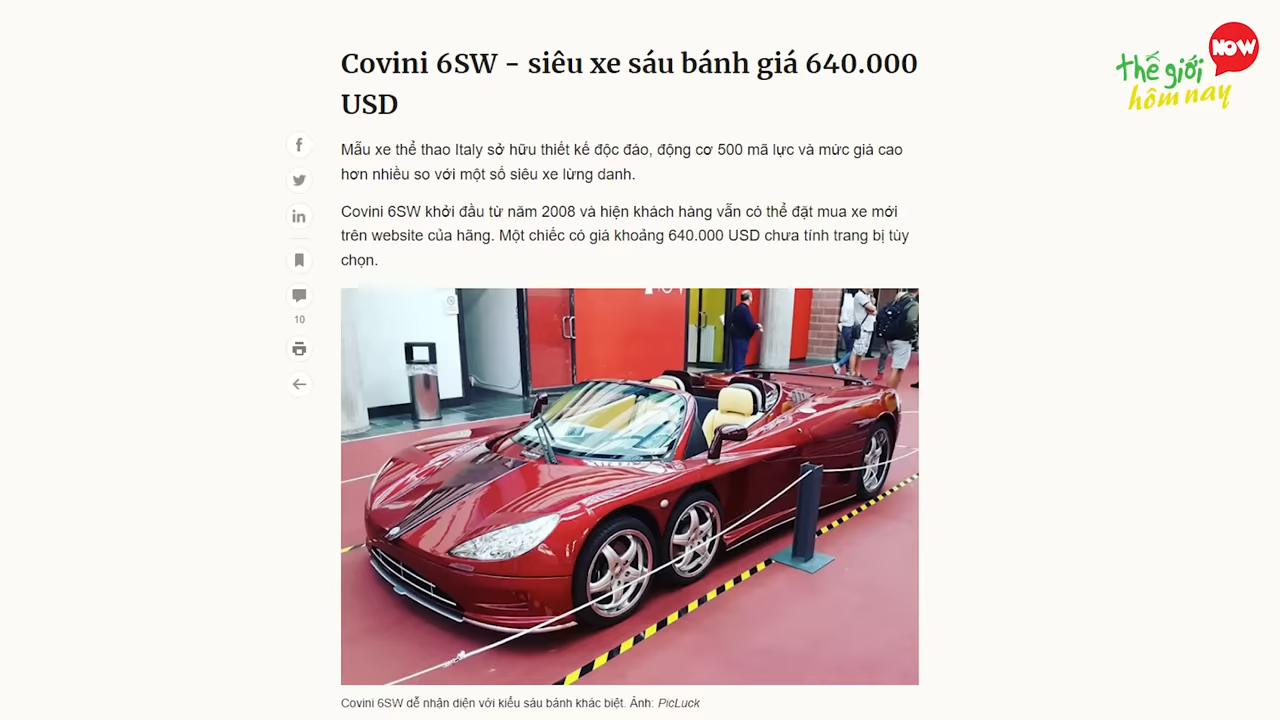 NOW
thế giới
hôm nay
Covini 6SW - siêu xe sáu bánh giá 640.000
USD
Mẫu xe thể thao Italy sở hữu thiết kế độc đáo, động cơ 500 mã lực và mức giá cao
hơn nhiều so với một số siêu xe lừng danh.
Covini 6SW khởi đầu từ năm 2008 và hiện khách hàng vẫn có thể đặt mua xe mới
trên website của hãng. Một chiếc có giá khoảng 640.000 USD chưa tính trang bị tùy
chọn.
10
Covini 6SW dễ nhận diện với kiểu sáu bánh khác biệt. Ảnh: PicLuck